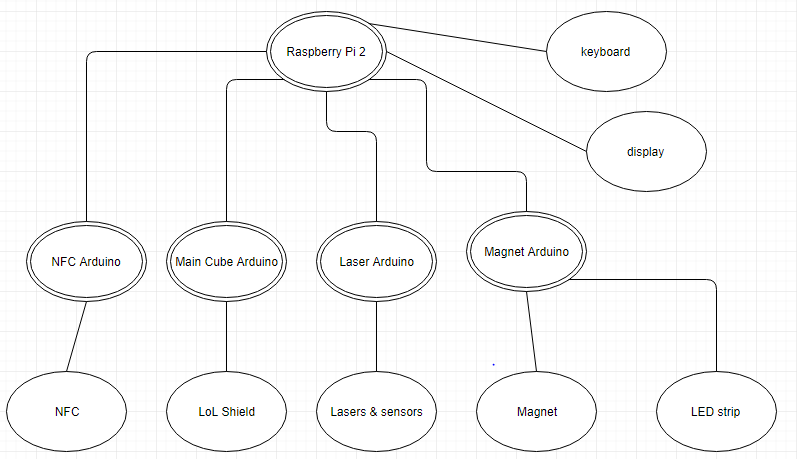 Raspberry Pi 2
keyboard
display
NFC Arduino
Main Cube Arduino
Laser Arduino
Magnet Arduino
NFC
LoL Shield
Lasers & sensors
Magnet
LED strip